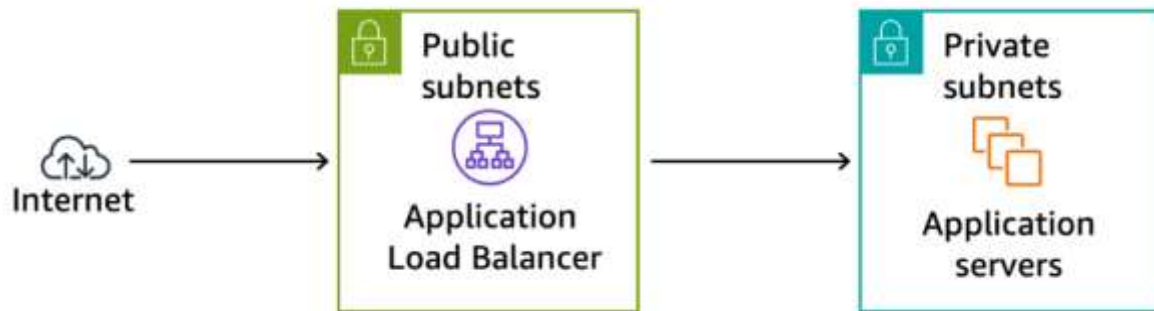 Internet
Public
subnets
Application
Load Balancer
Private
subnets
Application
servers